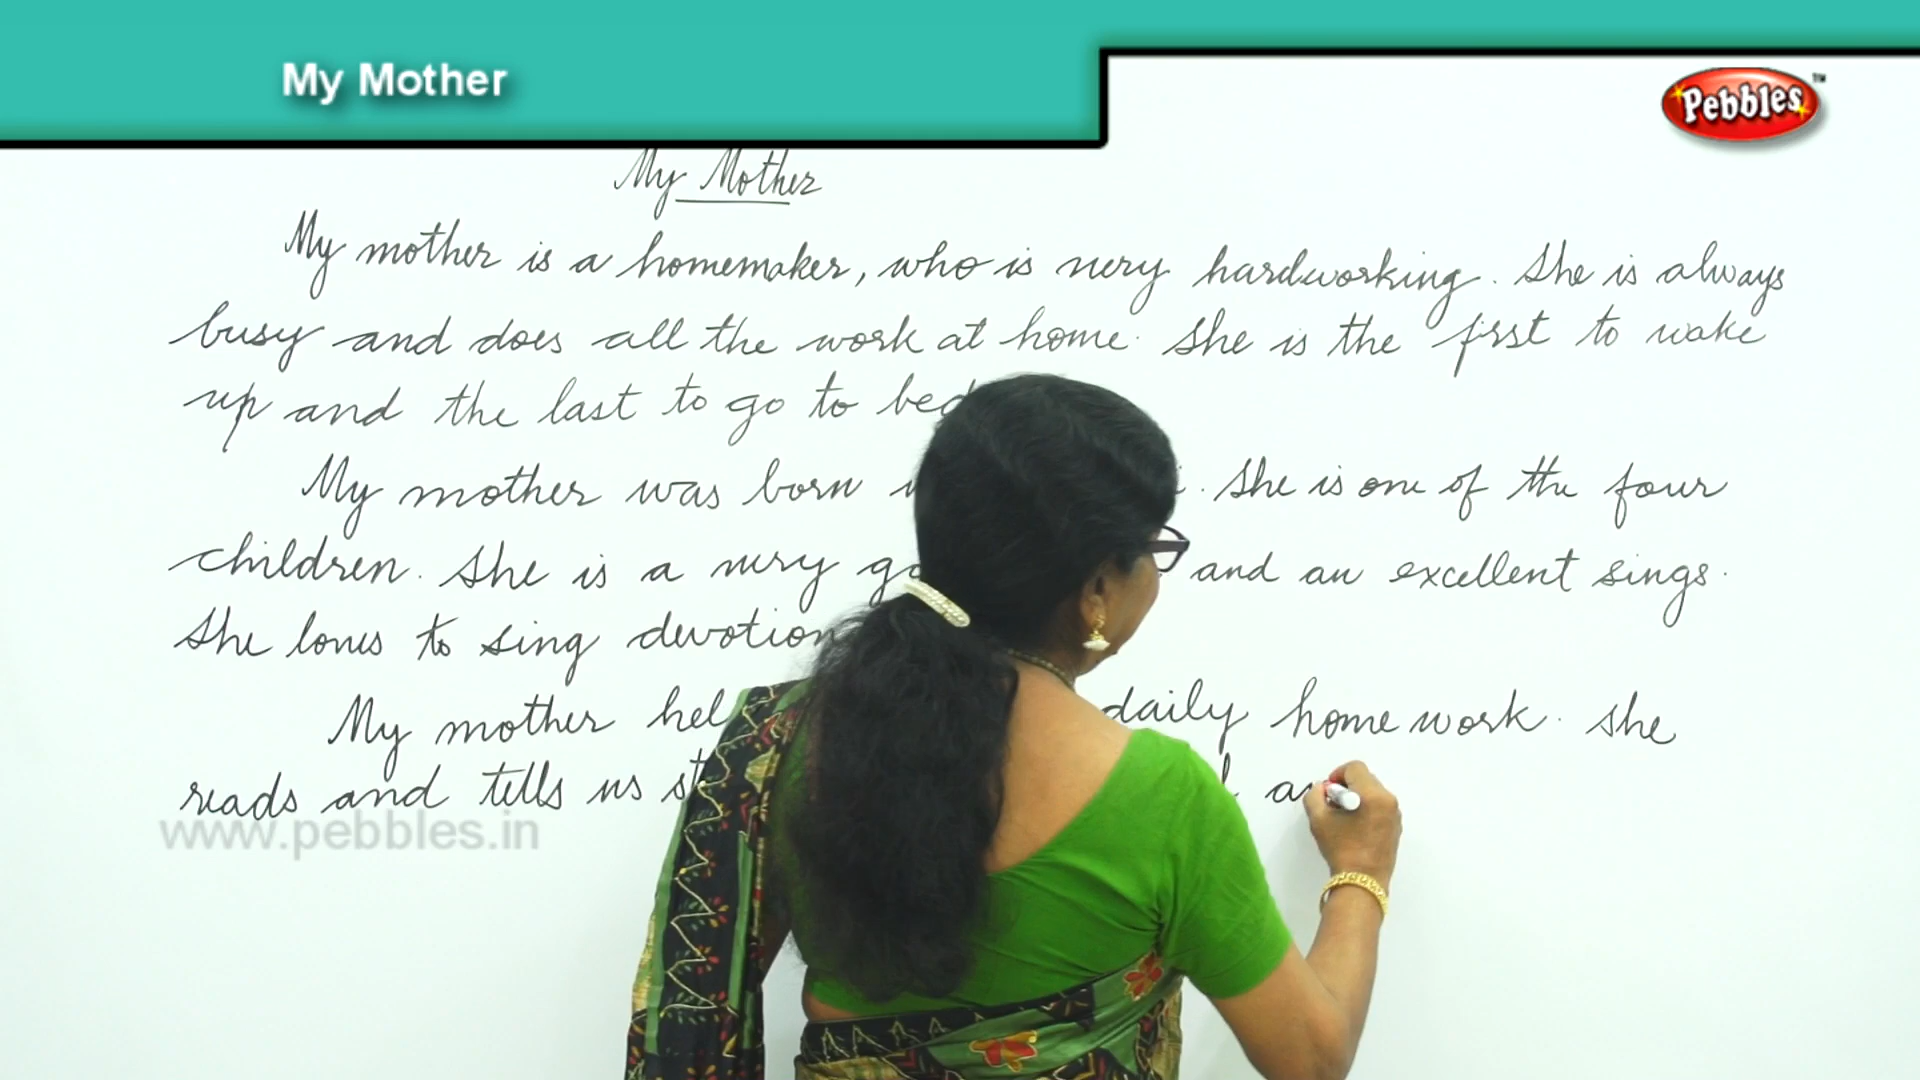 My Mother
Pebbles TM
My Mother
My mother is a homemaker, who is very hardworking. She is always
busy and does all the work at home. She is the first to wake
up and the last to go to bed
My mother was born . She is one of the four
children. She is a very and an excellent sings.
She loves to sing
My mother daily home work. She
reads and tells us
www.pebbles.in